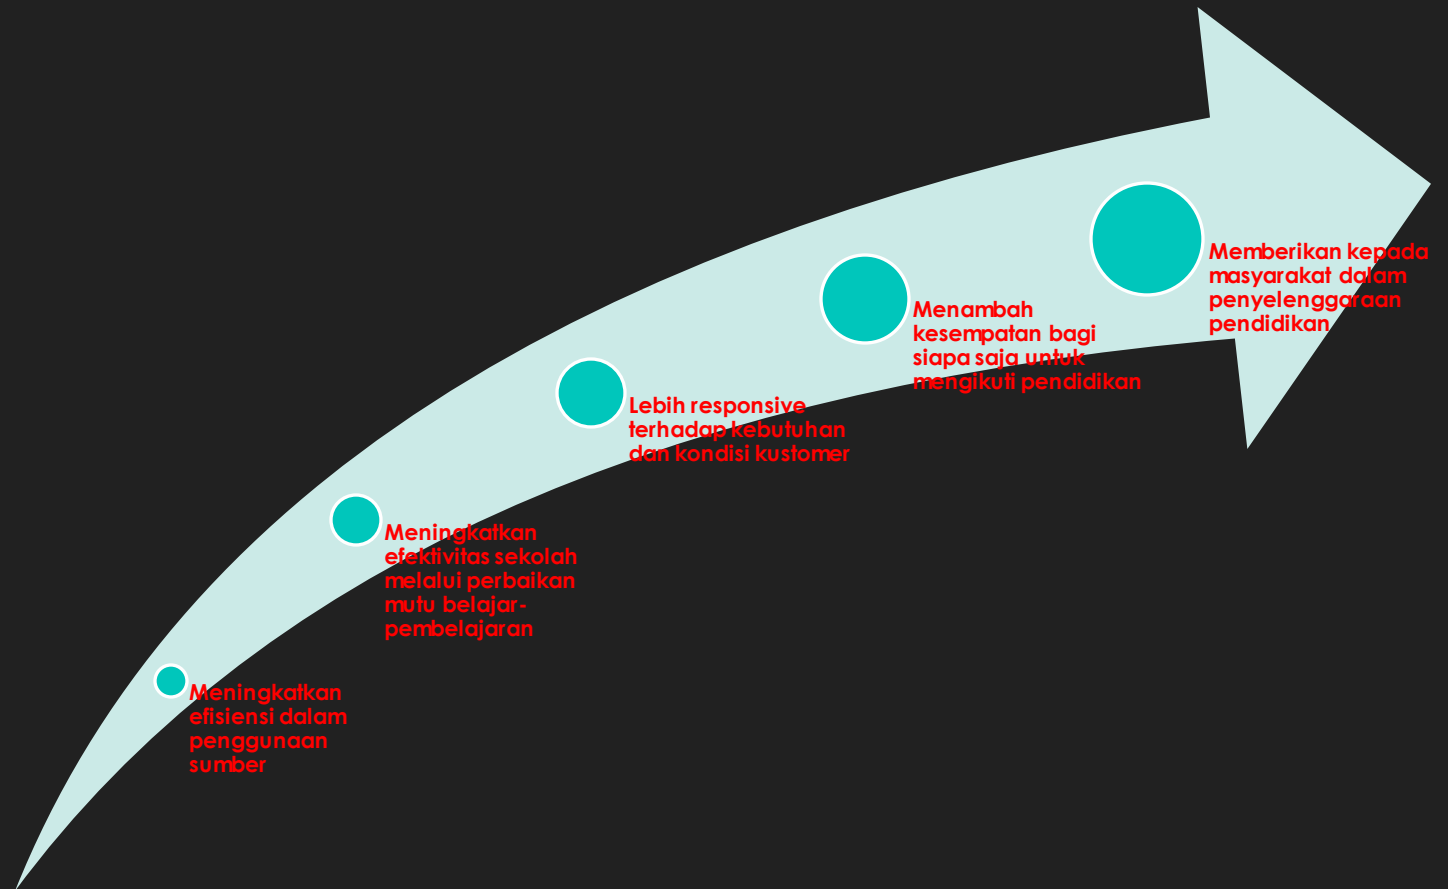 Meningkatkan
efisiensi dalam
penggunaan
sumber
Meningkatkan
efektivitas sekolah
melalui perbaikan
mutu belajar-
pembelajaran
Lebih responsive
terhadap kebutuhan
dan kondisi kustomer
Menambah
kesempatan bagi
siapa saja untuk
mengikuti pendidikan
Memberikan kepada
masyarakat dalam
penyelenggaraan
pendidikan